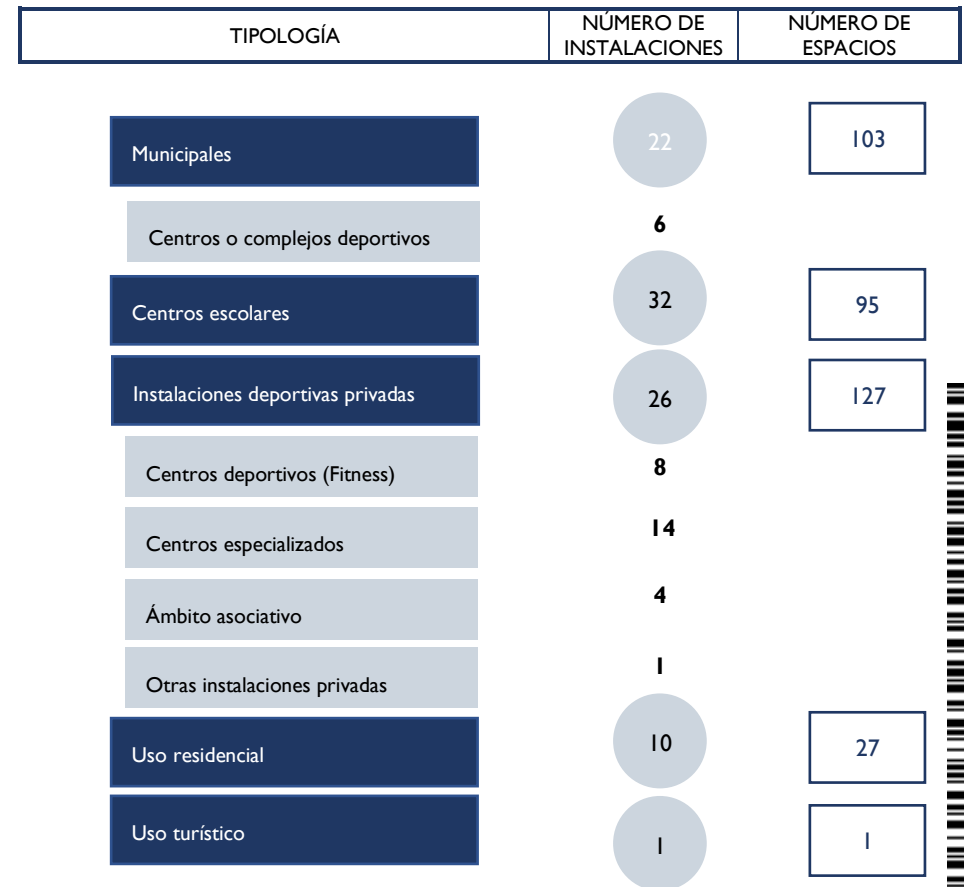 TIPOLOGÍA
NÚMERO DE
INSTALACIONES
NÚMERO DE
ESPACIOS
Municipales
22
103
Centros o complejos deportivos
6
Centros escolares
32
95
Instalaciones deportivas privadas
26
127
Centros deportivos (Fitness)
8
Centros especializados
14
Ámbito asociativo
4
Otras instalaciones privadas
1
Uso residencial
10
27
Uso turístico
1
1